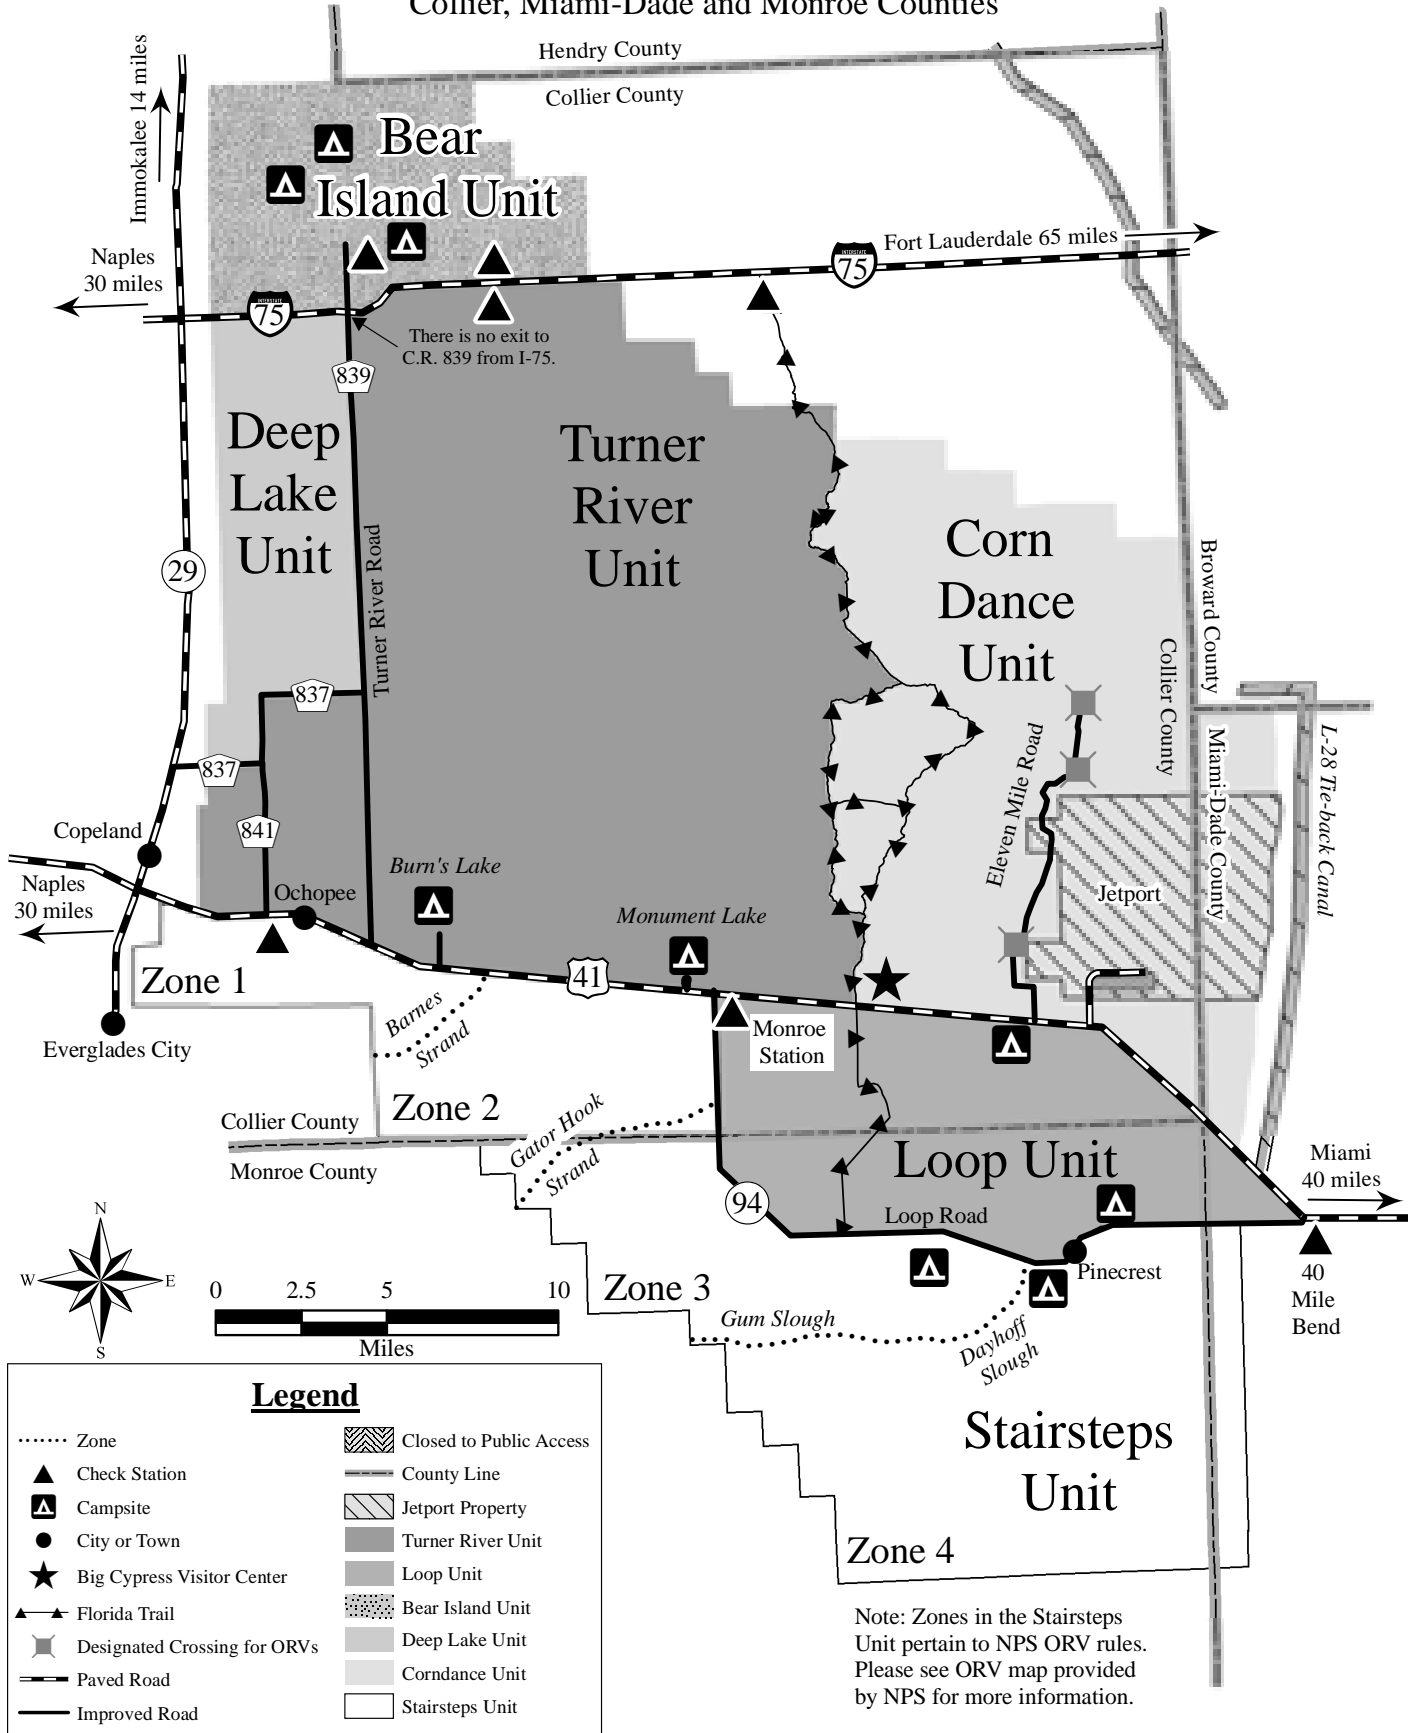 Collier, Miami-Dade and Monroe Counties
Hendry County
Collier County
Immokalee 14 miles
Bear
Island Unit
Naples
30 miles
Fort Lauderdale 65 miles
INTERSTATE
75
INTERSTATE
75
There is no exit to
C.R. 839 from I-75.
839
Deep
Lake
Unit
Turner
River
Unit
Corn
Dance
Unit
29
Turner River Road
Broward County
Collier County
837
837
841
Eleven Mile Road
Miami-Dade County
L-28 Tie-back Canal
Copeland
Naples
30 miles
Ochopee
Burn's Lake
Monument Lake
Jetport
Zone 1
41
Everglades City
Barnes
Strand
Monroe
Station
Zone 2
Collier County
Monroe County
Gator Hook
Strand
Loop Unit
Miami
40 miles
94
Loop Road
Pinecrest
40
Mile
Bend
N
W
E
S
0
2.5
5
10
Miles
Zone 3
Gum Slough
Dayhoff
Slough
Stairsteps
Unit
Zone 4
Legend
Zone
Check Station
Campsite
City or Town
Big Cypress Visitor Center
Florida Trail
Designated Crossing for ORVs
Paved Road
Improved Road
Closed to Public Access
County Line
Jetport Property
Turner River Unit
Loop Unit
Bear Island Unit
Deep Lake Unit
Corndance Unit
Stairsteps Unit
Note: Zones in the Stairsteps
Unit pertain to NPS ORV rules.
Please see ORV map provided
by NPS for more information.